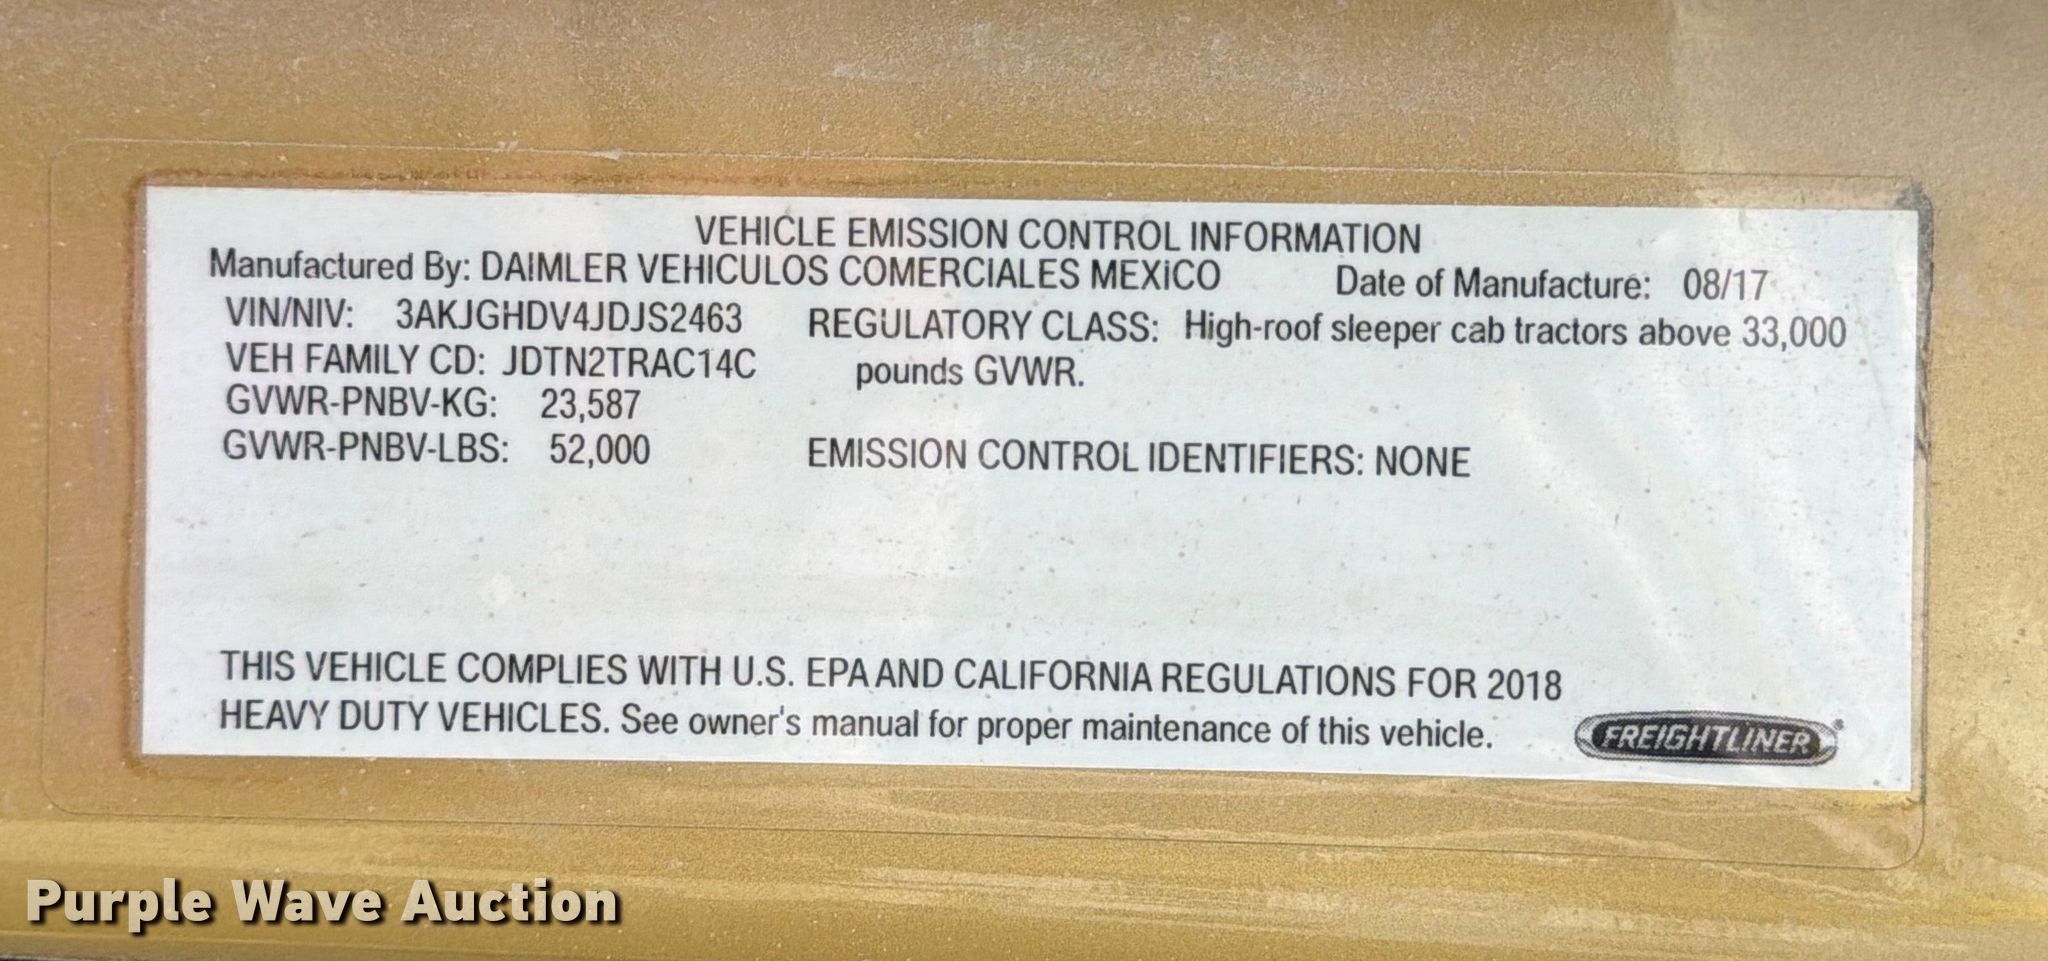 VEHICLE EMISSION CONTROL INFORMATION
Manufactured By: DAIMLER VEHICULOS COMERCIALES MEXiCO Date of Manufacture: 08/17
VIN/NIV: 3AKJGHDV4JDJS2463 REGULATORY CLASS: High-roof sleeper cab tractors above 33,000
VEH FAMILY CD: JDTN2TRAC14C pounds GVWR.
GVWR-PNBV-KG: 23,587
GVWR-PNBV-LBS: 52,000 EMISSION CONTROL IDENTIFIERS: NONE
THIS VEHICLE COMPLIES WITH U.S. EPA AND CALIFORNIA REGULATIONS FOR 2018
HEAVY DUTY VEHICLES. See owner's manual for proper maintenance of this vehicle.
FREIGHTLINER
Purple Wave Auction